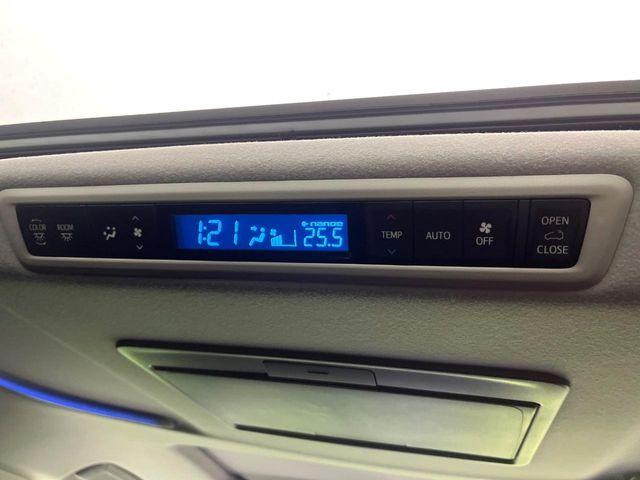 COLOR
ROOM
1:21
nanoe
25.5
TEMP
AUTO
OFF
OPEN
CLOSE